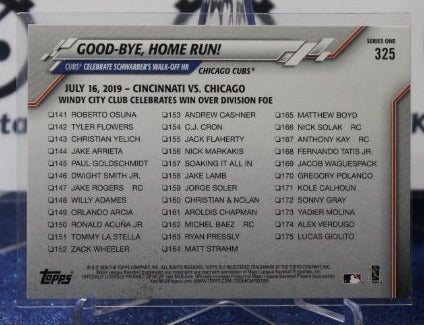 GOOD-BYE, HOME RUN!
SERIES ONE
325
CUBS® CELEBRATE SCHWARBER'S WALK-OFF HR
CHICAGO CUBS®
JULY 16, 2019 – CINCINNATI VS. CHICAGO
WINDY CITY CLUB CELEBRATES WIN OVER DIVISION FOE
141 ROBERTO OSUNA
142 TYLER FLOWERS
143 CHRISTIAN YELICH
144 JAKE ARRIETA
145 PAUL GOLDSCHMIDT
146 DWIGHT SMITH JR.
147 JAKE ROGERS RC
148 WILLY ADAMES
149 ORLANDO ARCIA
150 RONALD ACUÑA JR.
151 TOMMY LA STELLA
152 ZACK WHEELER
153 ANDREW CASHNER
154 C.J. CRON
155 JACK FLAHERTY
156 NICK MARKAKIS
157 SOAKING IT ALL IN
158 JAKE LAMB
159 JORGE SOLER
160 CHRISTIAN & NOLAN
161 AROLDIS CHAPMAN
162 MICHEL BAEZ RC
163 RYAN PRESSLY
164 MATT STRAHM
165 MATTHEW BOYD
166 NICK SOLAK RC
167 ANTHONY KAY RC
168 FERNANDO TATIS JR.
169 JACOB WAGUESPACK
170 GREGORY POLANCO
171 KOLE CALHOUN
172 SONNY GRAY
173 YADIER MOLINA
174 ALEX VERDUGO
175 LUCAS GIOLITO
Topps